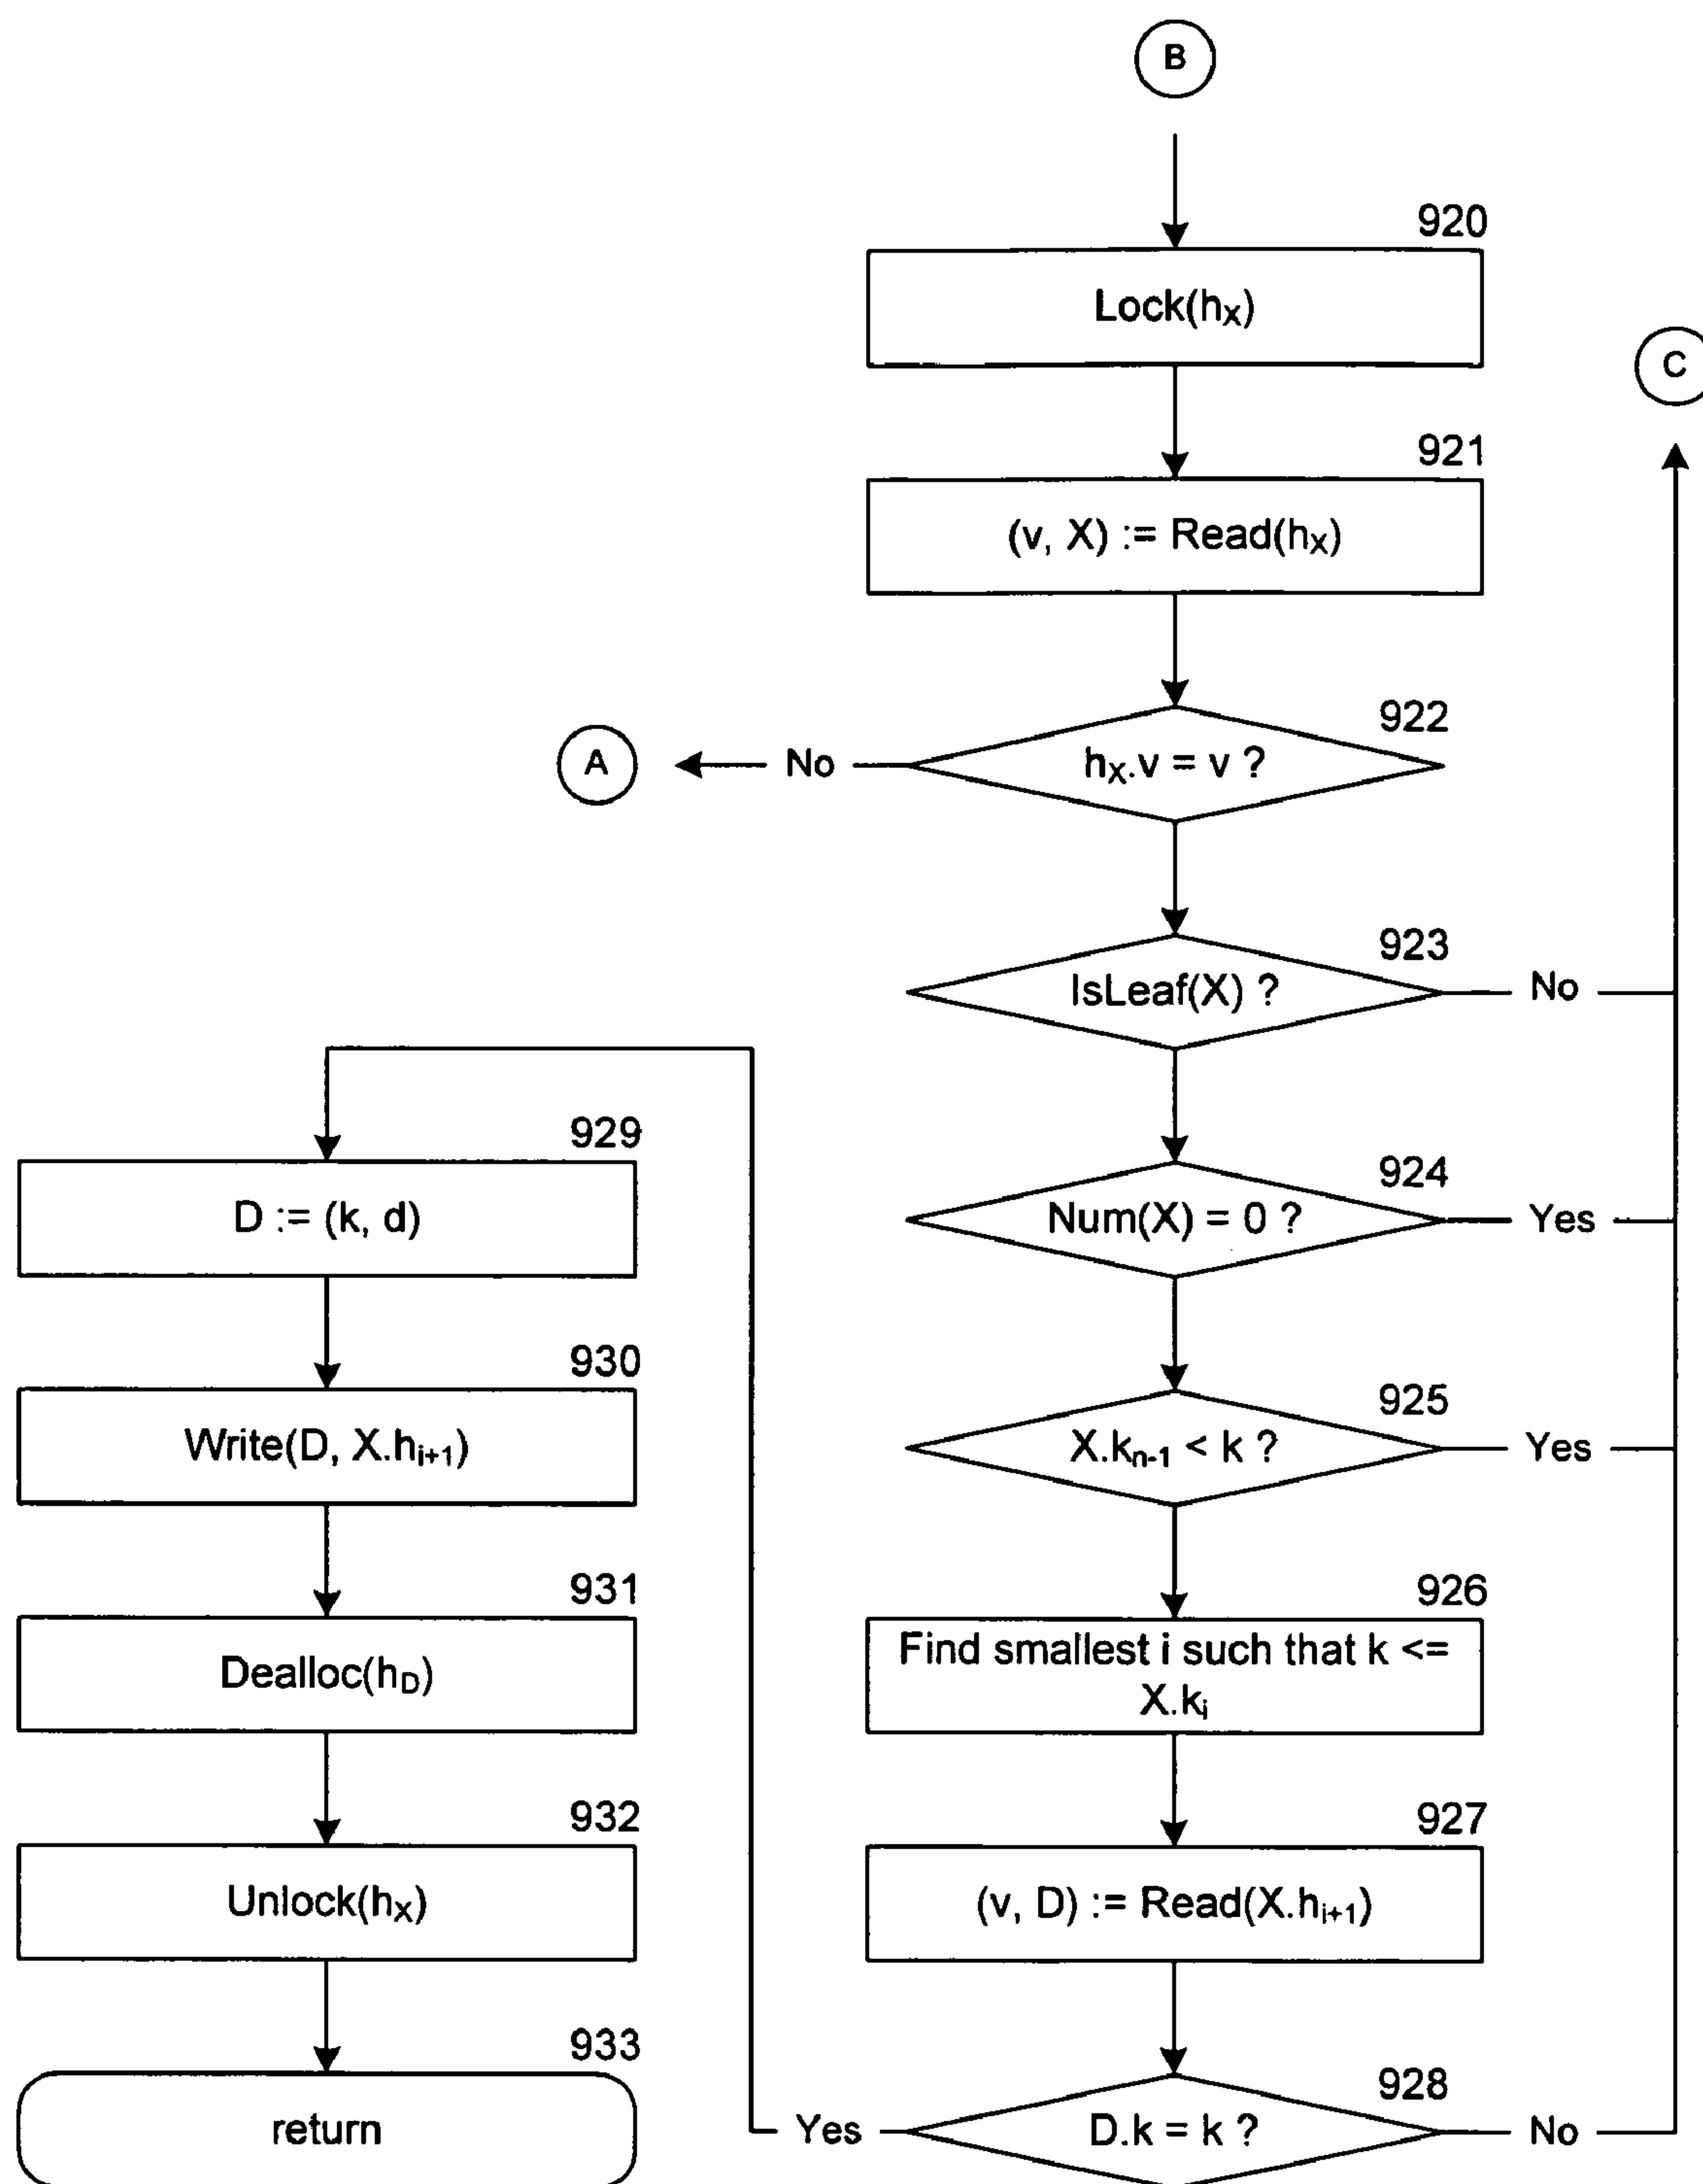 B
920
Lock(hX)
C
921
(v, X) := Read(hX)
922
hX.v = v ?
No
A
923
IsLeaf(X) ?
No
924
Num(X) = 0 ?
Yes
925
X.kn-1 < k ?
Yes
926
Find smallest i such that k <=
X.ki
927
(v, D) := Read(X.hi+1)
928
D.k = k ?
No
Yes
929
D := (k, d)
930
Write(D, X.hi+1)
931
Dealloc(hD)
932
Unlock(hX)
933
return